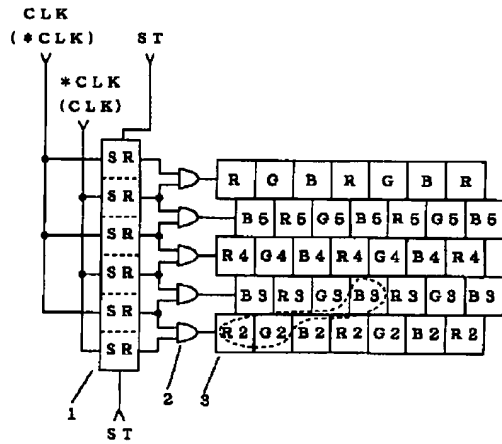 CLK
(*CLK)
ST
*CLK
(CLK)
SR
R G B R G B R
SR
B5 R5 G5 B5 R5 G5 B5
SR
R4 G4 B4 R4 G4 B4 R4
SR
B3 R3 G3 B3 R3 G3 B3
SR
R2 G2 B2 R2 G2 B2 R2
SR
1 2 3
ST